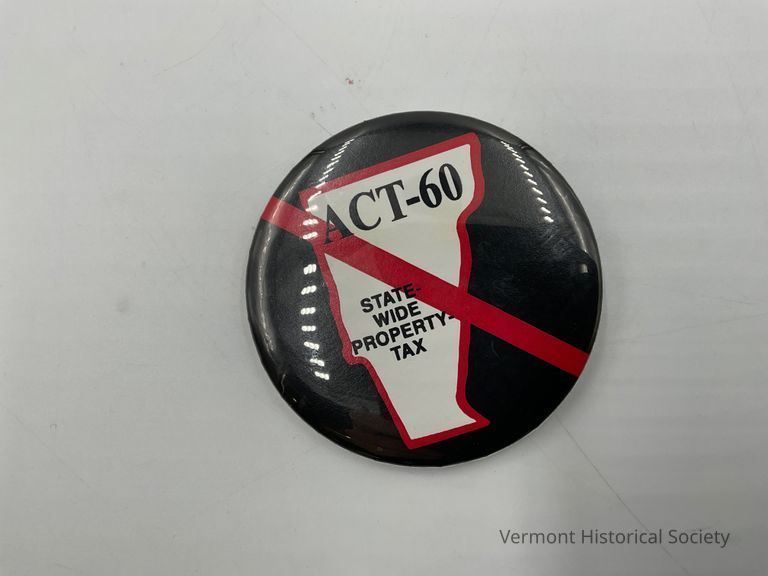 ACT-60
STATE-
WIDE
PROPERTY-
TAX
Vermont Historical Society